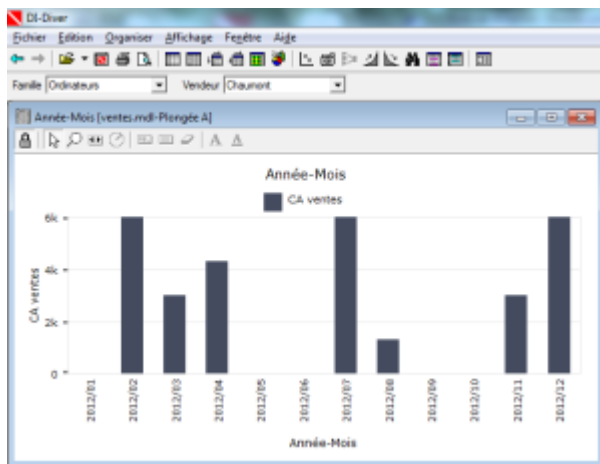 DI-Diver
Fichier Edition Organiser Affichage Fenêtre Aide
Famille Ordinateurs Vendeur Chaumont
Année-Mois [ventes.mdl-Plongée A]
A A
Année-Mois
CA ventes
6k
4k
2k
0
CA ventes
2012/01 2012/02 2012/03 2012/04 2012/05 2012/06 2012/07 2012/08 2012/09 2012/10 2012/11 2012/12
Année-Mois